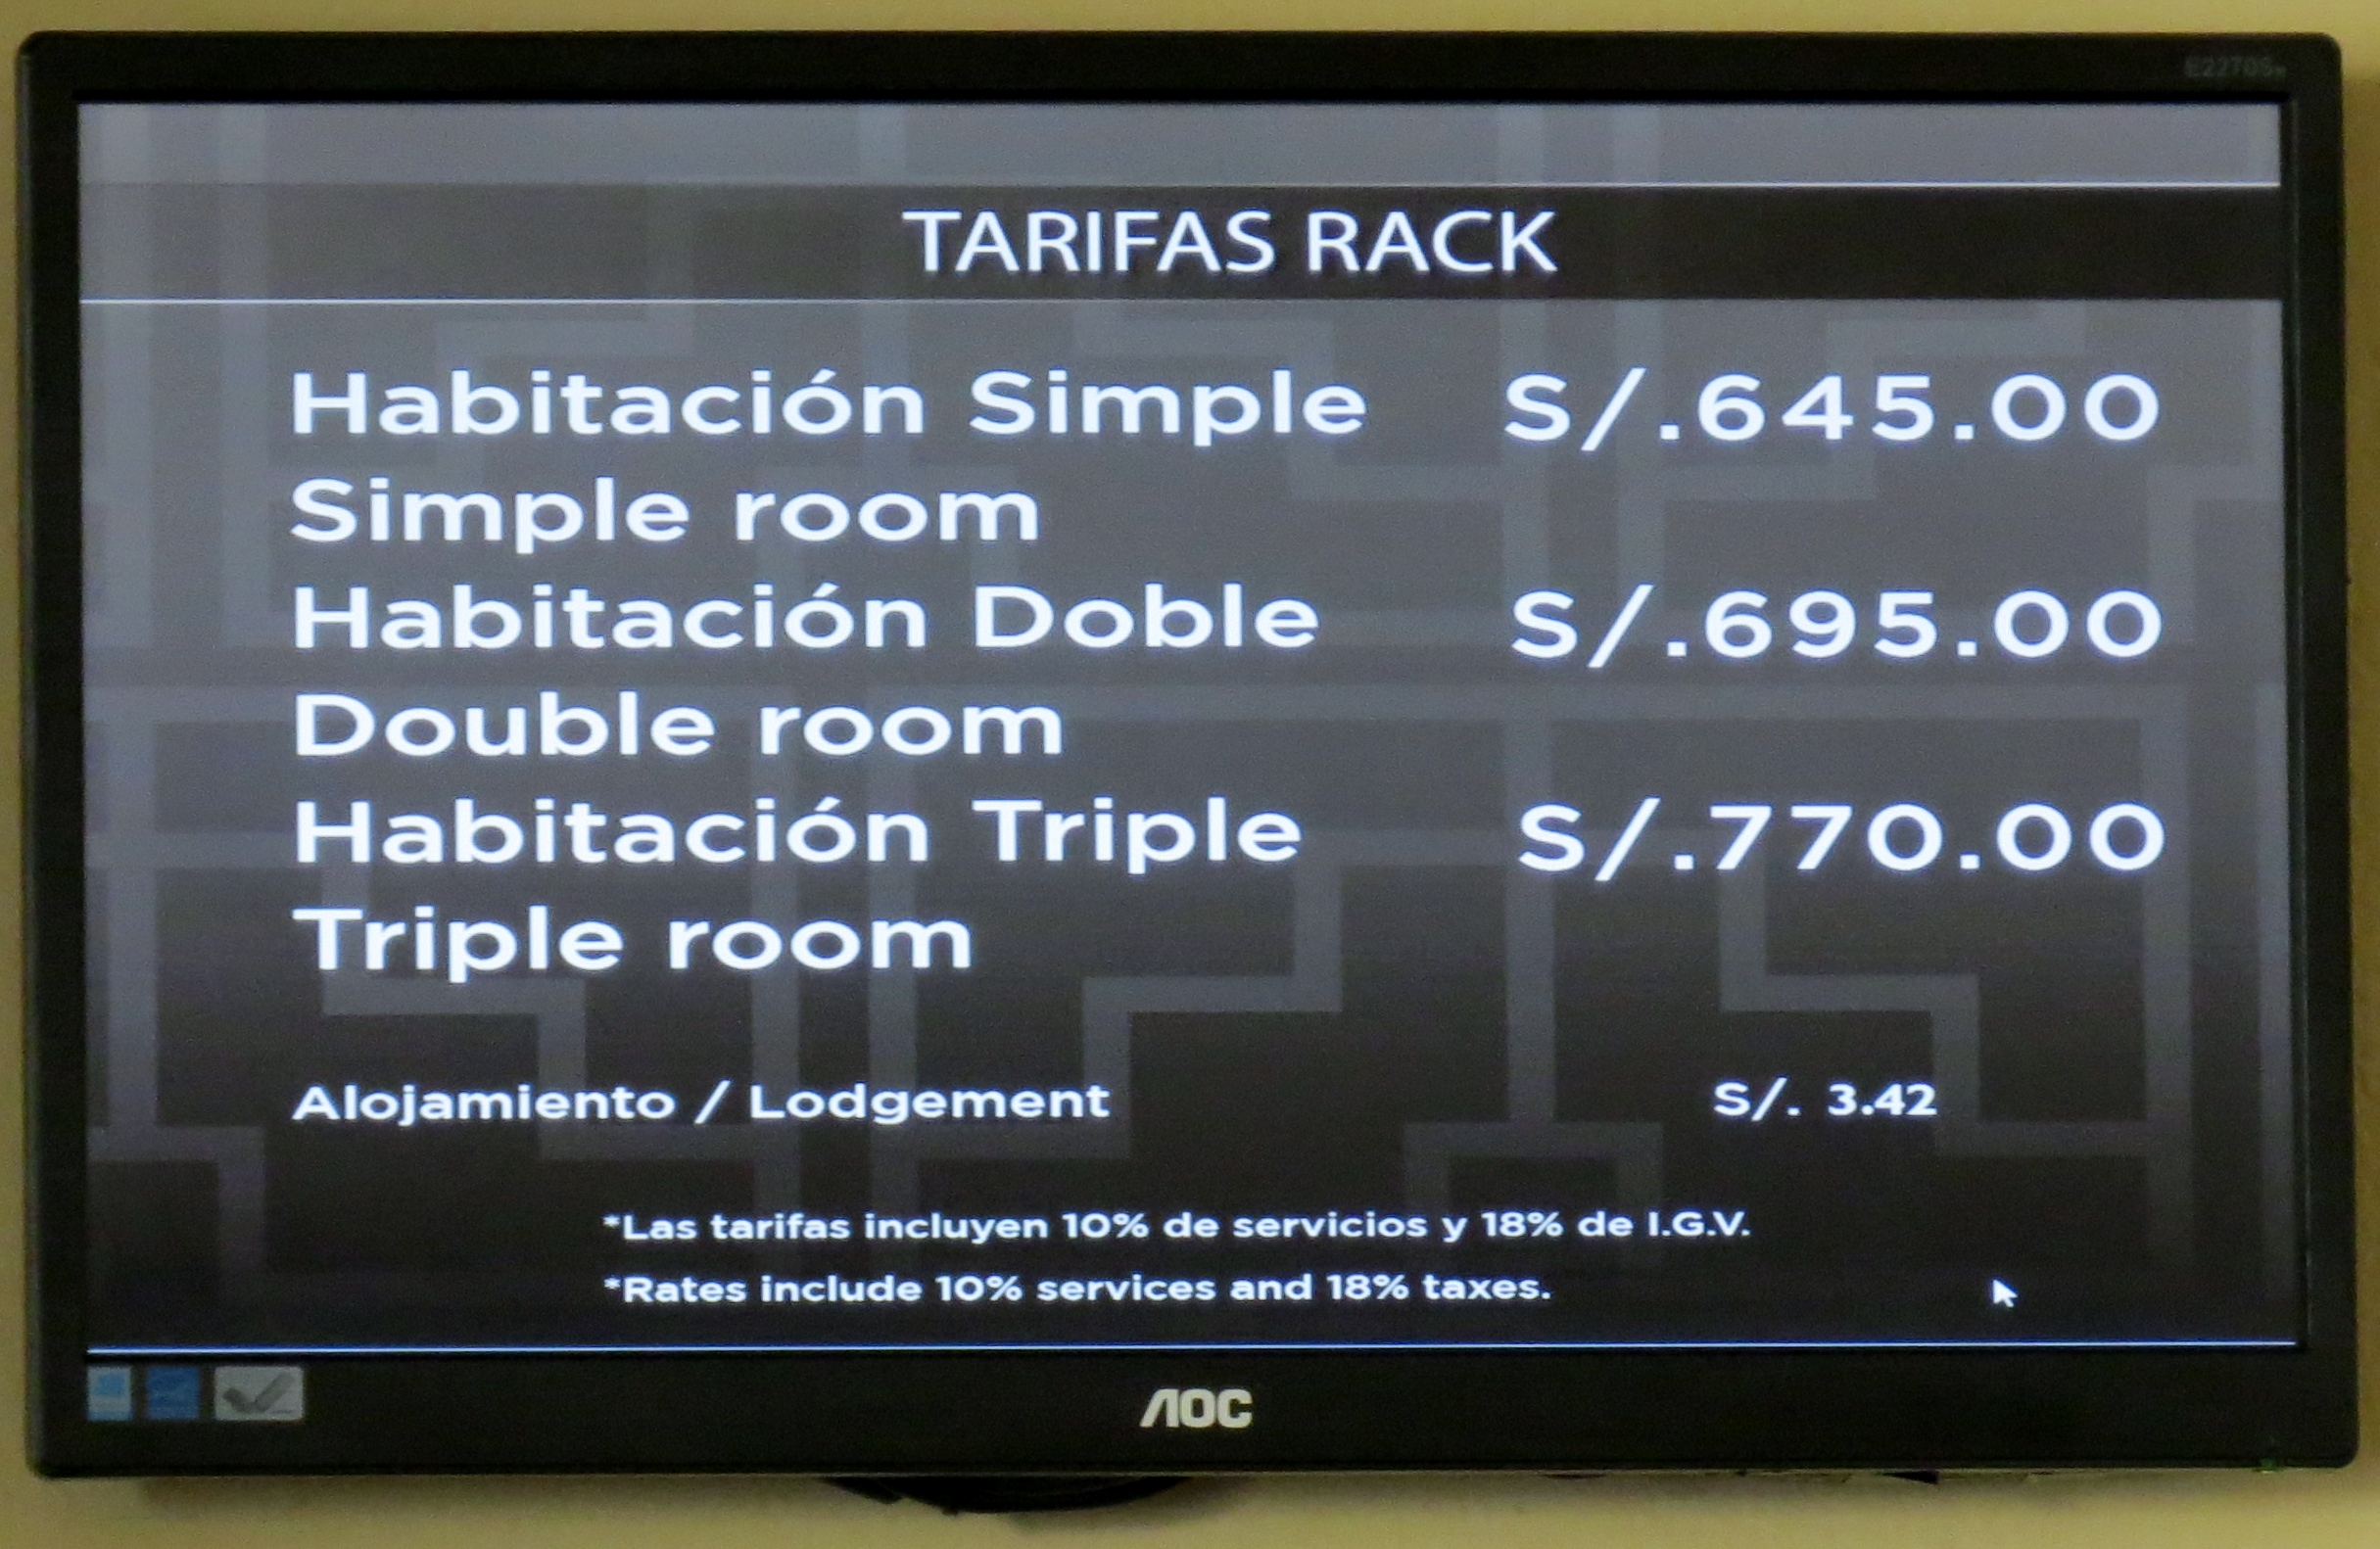 E2270S
TARIFAS RACK
Habitación Simple S/.645.00
Simple room
Habitación Doble S/.695.00
Double room
Habitación Triple S/.770.00
Triple room
Alojamiento / Lodgement S/. 3.42
*Las tarifas incluyen 10% de servicios y 18% de I.G.V.
*Rates include 10% services and 18% taxes.
AOC